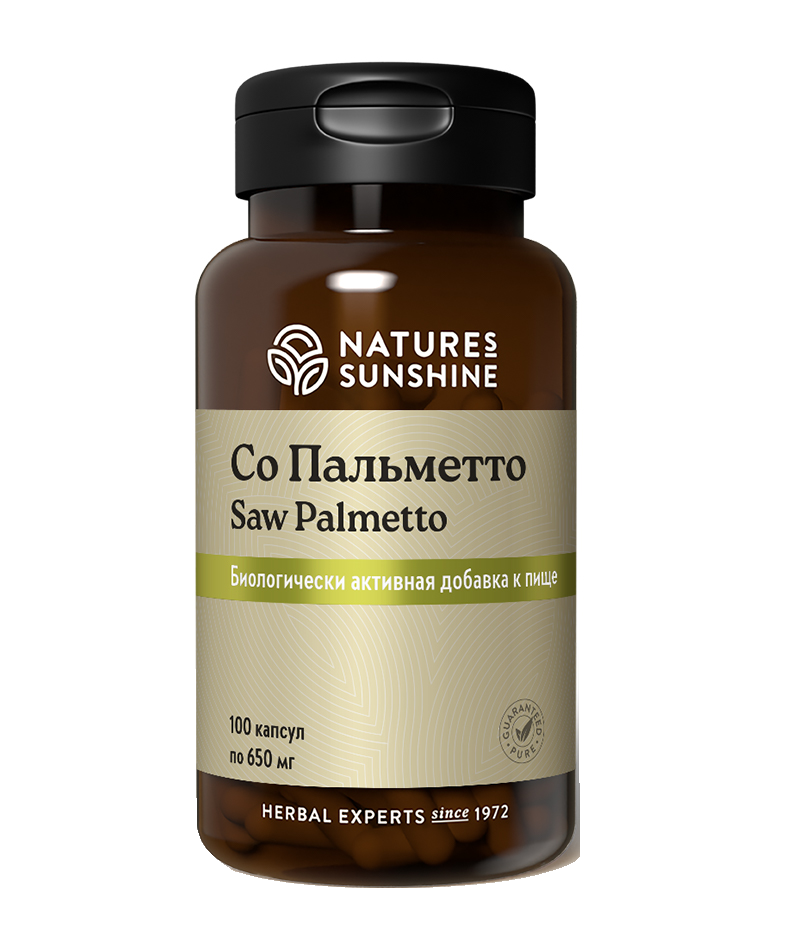 NATURES
SUNSHINE
Со Пальметто
Saw Palmetto
Биологически активная добавка к пище
100 капсул
по 650 мг
GUARANTEED
PURE
HERBAL EXPERTS since 1972